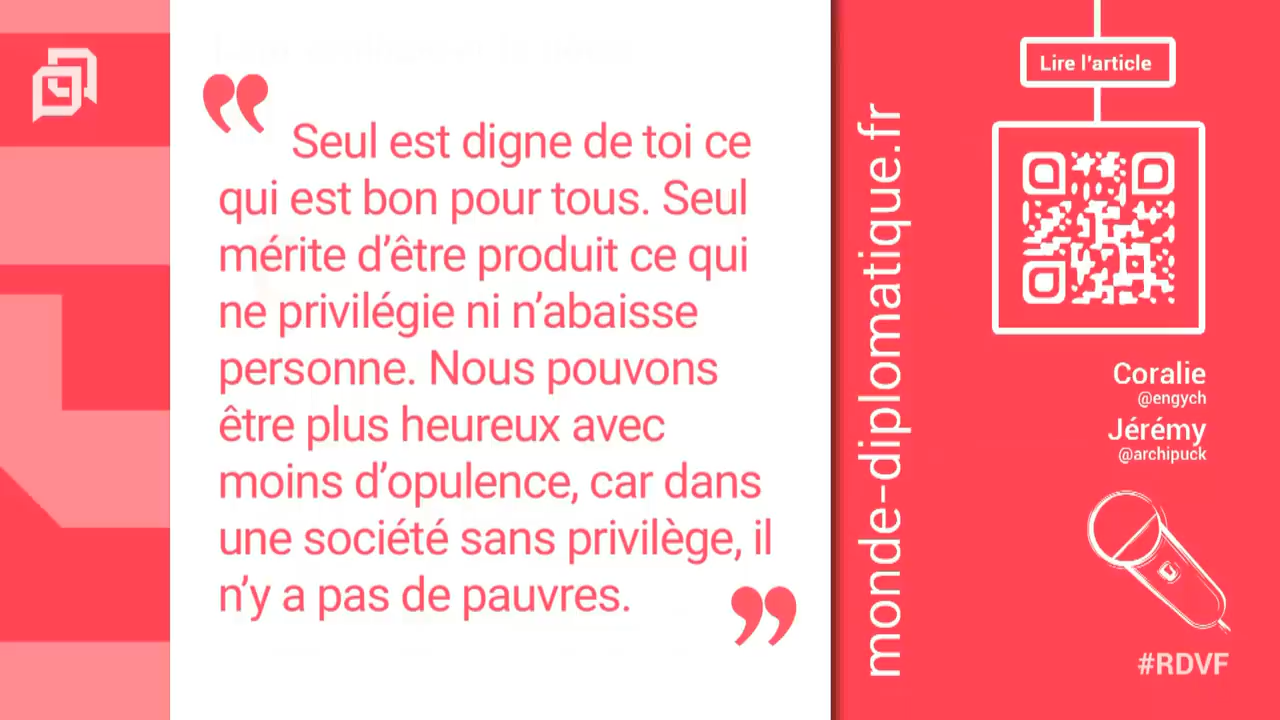 Seul est digne de toi ce
qui est bon pour tous. Seul
mérite d’être produit ce qui
ne privilégie ni n’abaisse
personne. Nous pouvons
être plus heureux avec
moins d’opulence, car dans
une société sans privilège, il
n’y a pas de pauvres.
monde-diplomatique.fr
Lire l'article
Coralie
@engych
Jérémy
@archipuck
#RDVF